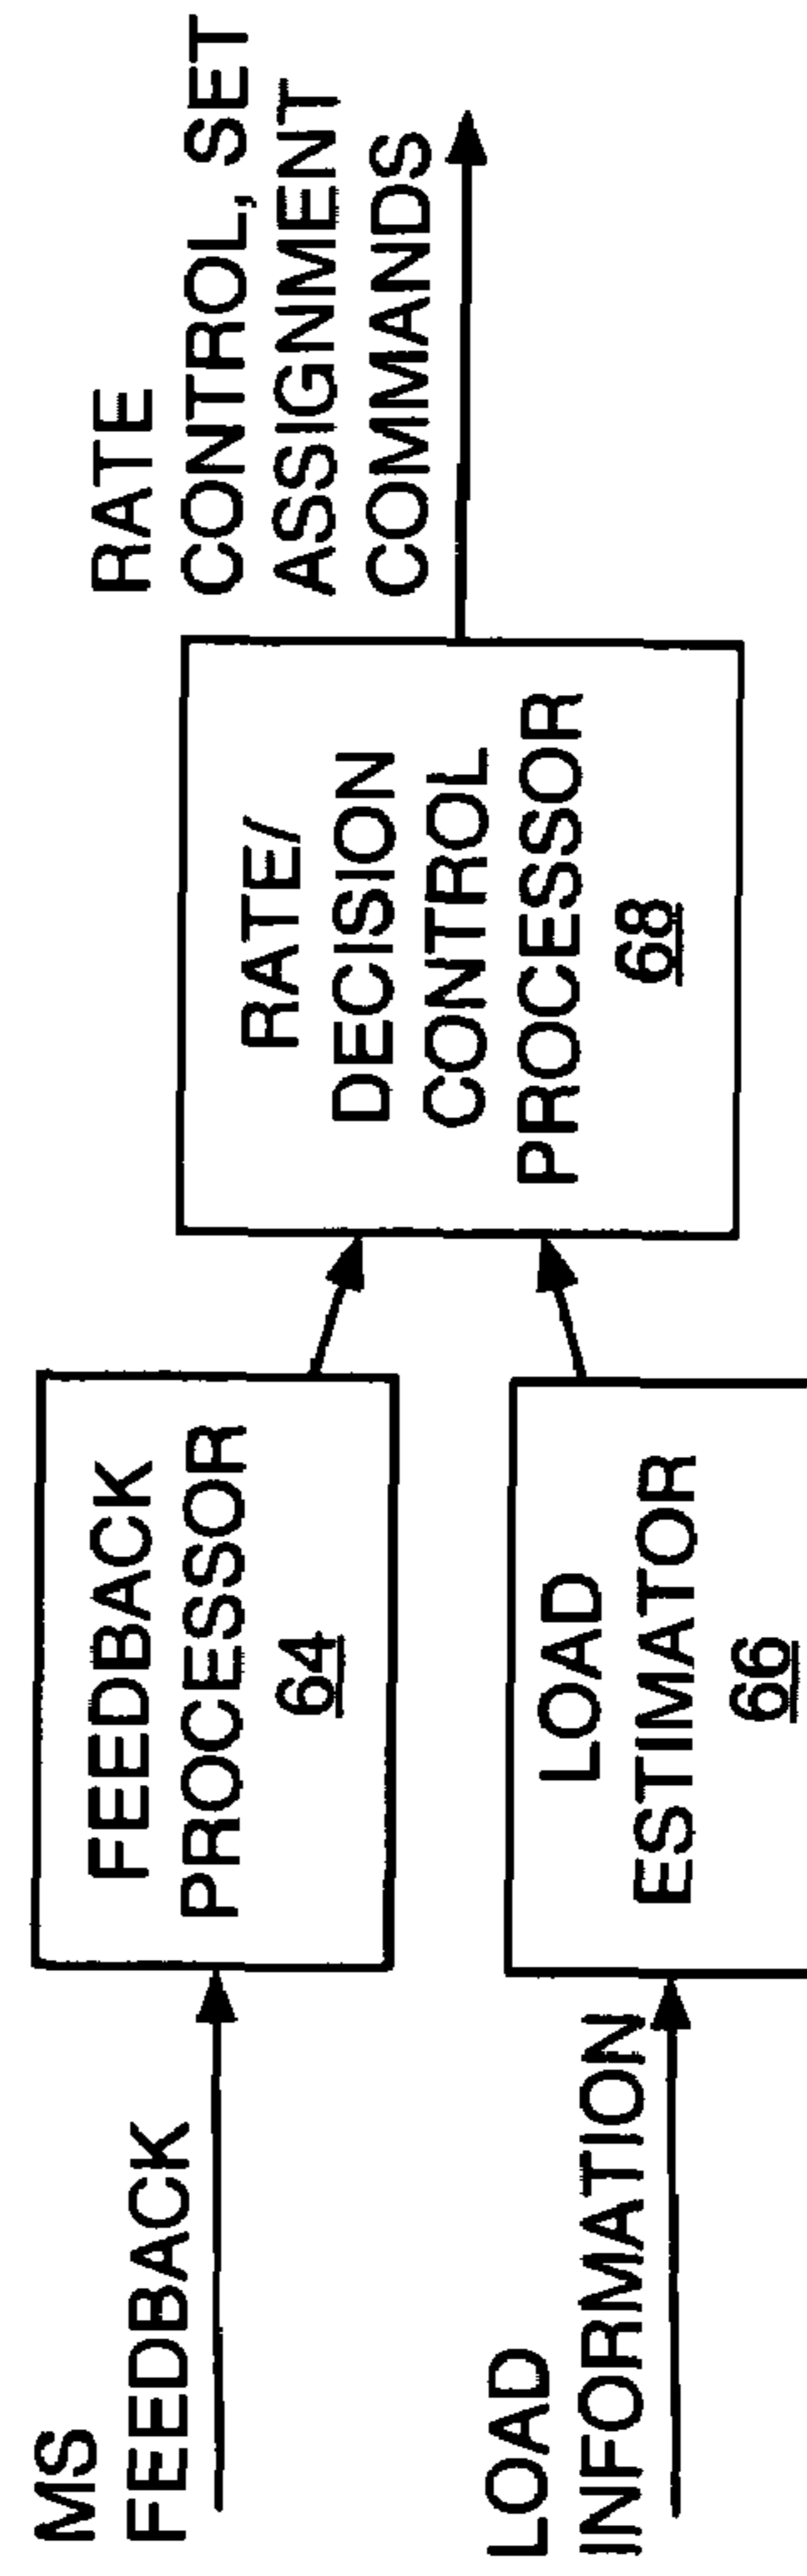 MS
FEEDBACK
FEEDBACK
PROCESSOR
64
LOAD
INFORMATION
LOAD
ESTIMATOR
66
RATE/
DECISION
CONTROL
PROCESSOR
68
RATE
CONTROL, SET
ASSIGNMENT
COMMANDS